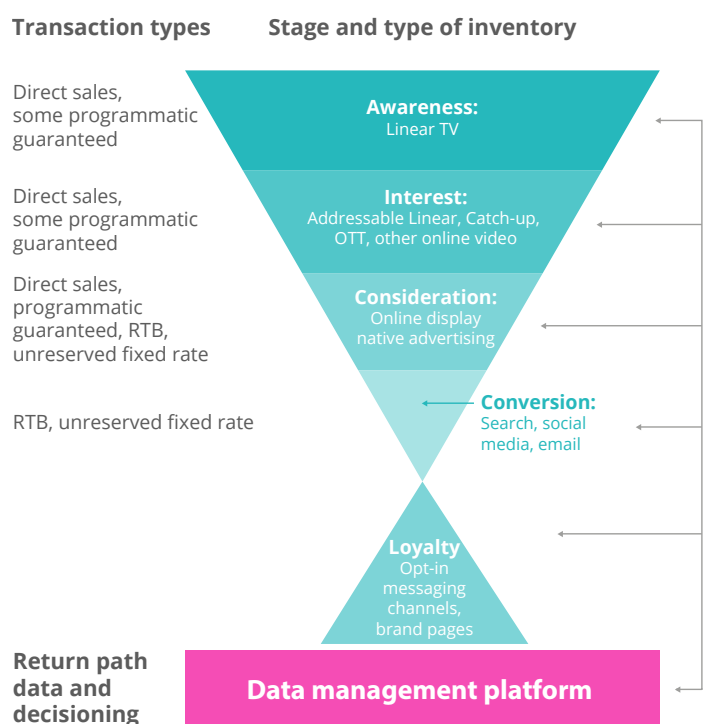 Transaction types
Stage and type of inventory
Direct sales,
some programmatic
guaranteed
Awareness:
Linear TV
Direct sales,
some programmatic
guaranteed
Interest:
Addressable Linear, Catch-up,
OTT, other online video
Direct sales,
programmatic
guaranteed, RTB,
unreserved fixed rate
Consideration:
Online display
native advertising
RTB, unreserved fixed rate
Conversion:
Search, social
media, email
Loyalty
Opt-in
messaging
channels,
brand pages
Return path
data and
decisioning
Data management platform